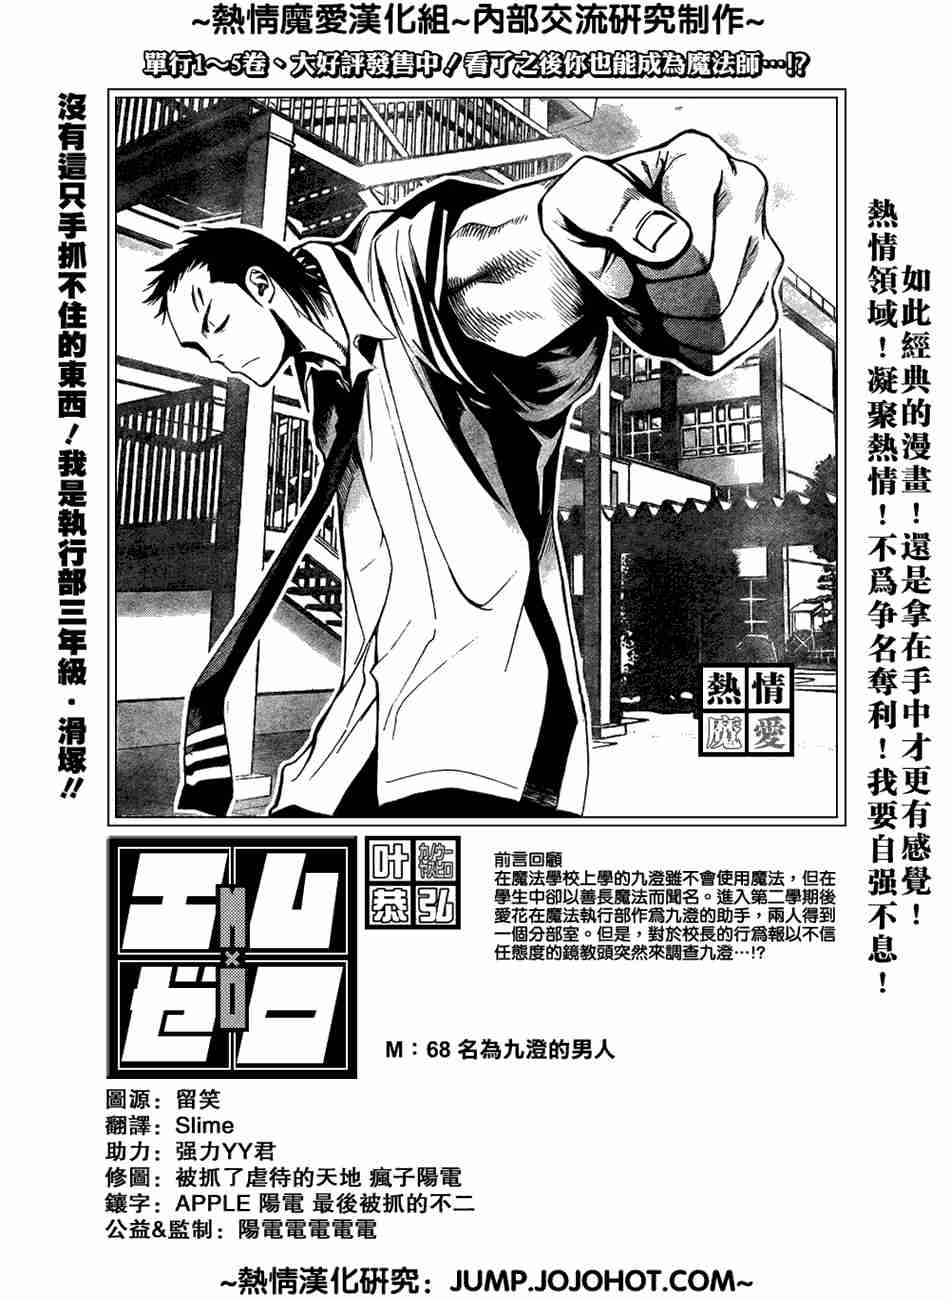 ~熱情魔愛漢化組~內部交流研究制作~
單行1～5卷、大好評發售中！看了之後你也能成為魔法師…!?
如此經典的漫畫！還是拿在手中才更有感覺！
熱情領域！凝聚熱情！不爲争名奪利！我要自强不息！
沒有這只手抓不住的東西！我是執行部三年級．滑塚!!
熱情
魔愛
エム
M×0
ゼロ
叶
カノウ
ヤスヒロ
恭弘
前言回顧
在魔法學校上學的九澄雖不會使用魔法，但在
學生中卻以善長魔法而聞名。進入第二學期後
愛花在魔法執行部作爲九澄的助手，兩人得到
一個分部室。但是，對於校長的行爲報以不信
任態度的鏡教頭突然來調查九澄…!?
M：68 名為九澄的男人
圖源：留笑
翻譯：Slime
助力：强力YY君
修圖：被抓了虐待的天地 瘋子陽電
鑲字：APPLE 陽電 最後被抓的不二
公益&監制：陽電電電電電
~熱情漢化研究：JUMP.JOJOHOT.COM~